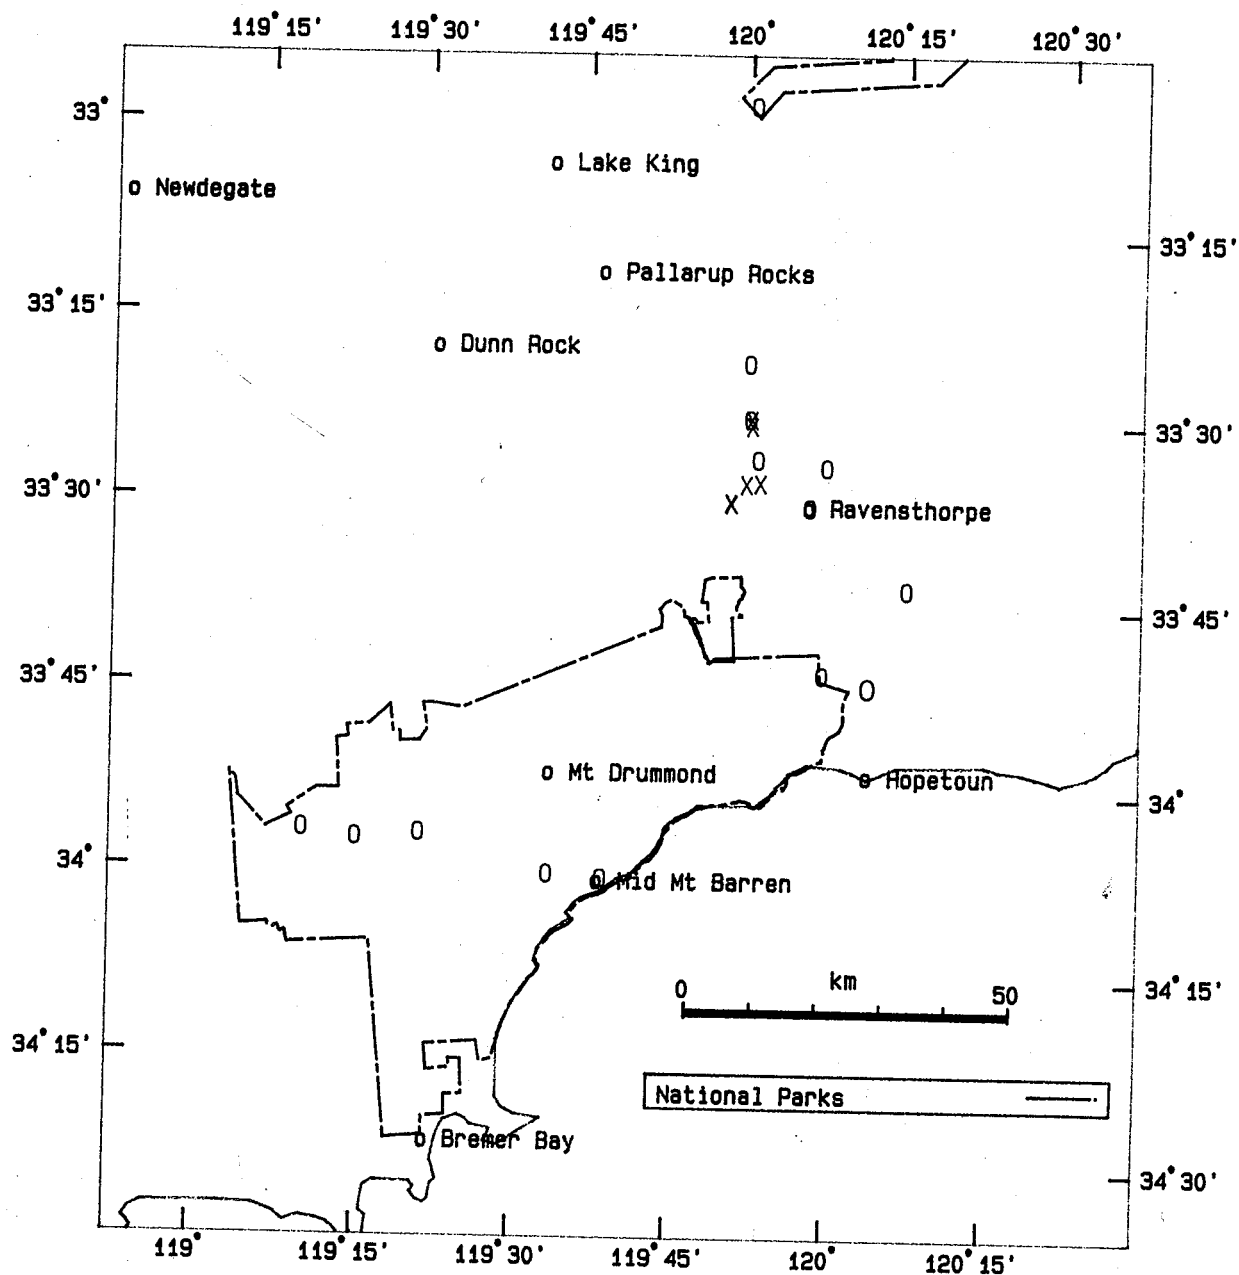 119° 15' 119° 30' 119° 45' 120° 120° 15' 120° 30'
33°
Lake King
Newdegate
33° 15'
Pallarup Rocks
33° 15'
Dunn Rock
O
O
X
33° 30'
O O
33° 30'
X X
X
Ravensthorpe
O
33° 45'
33° 45'
O O
Mt Drummond
Hopetoun
34°
O O O
34°
O O
Mid Mt Barren
km
0 50
34° 15'
34° 15'
National Parks
Bremer Bay
34° 30'
119° 119° 15' 119° 30' 119° 45' 120° 120° 15'